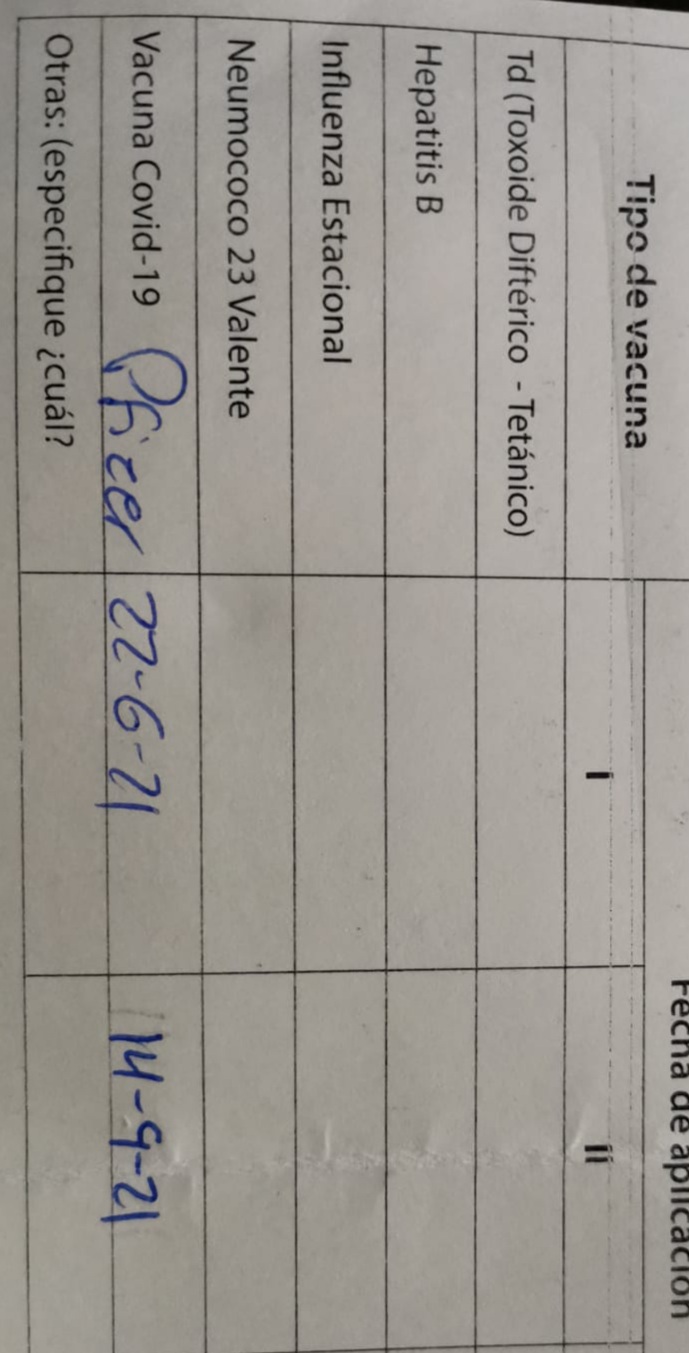 Fecha de aplicación
Tipo de vacuna I II
Td (Toxoide Diftérico - Tetánico)
Hepatitis B
Influenza Estacional
Neumococo 23 Valente
Vacuna Covid-19 Pfizer 22-6-21 14-9-21
Otras: (especifique ¿cuál?